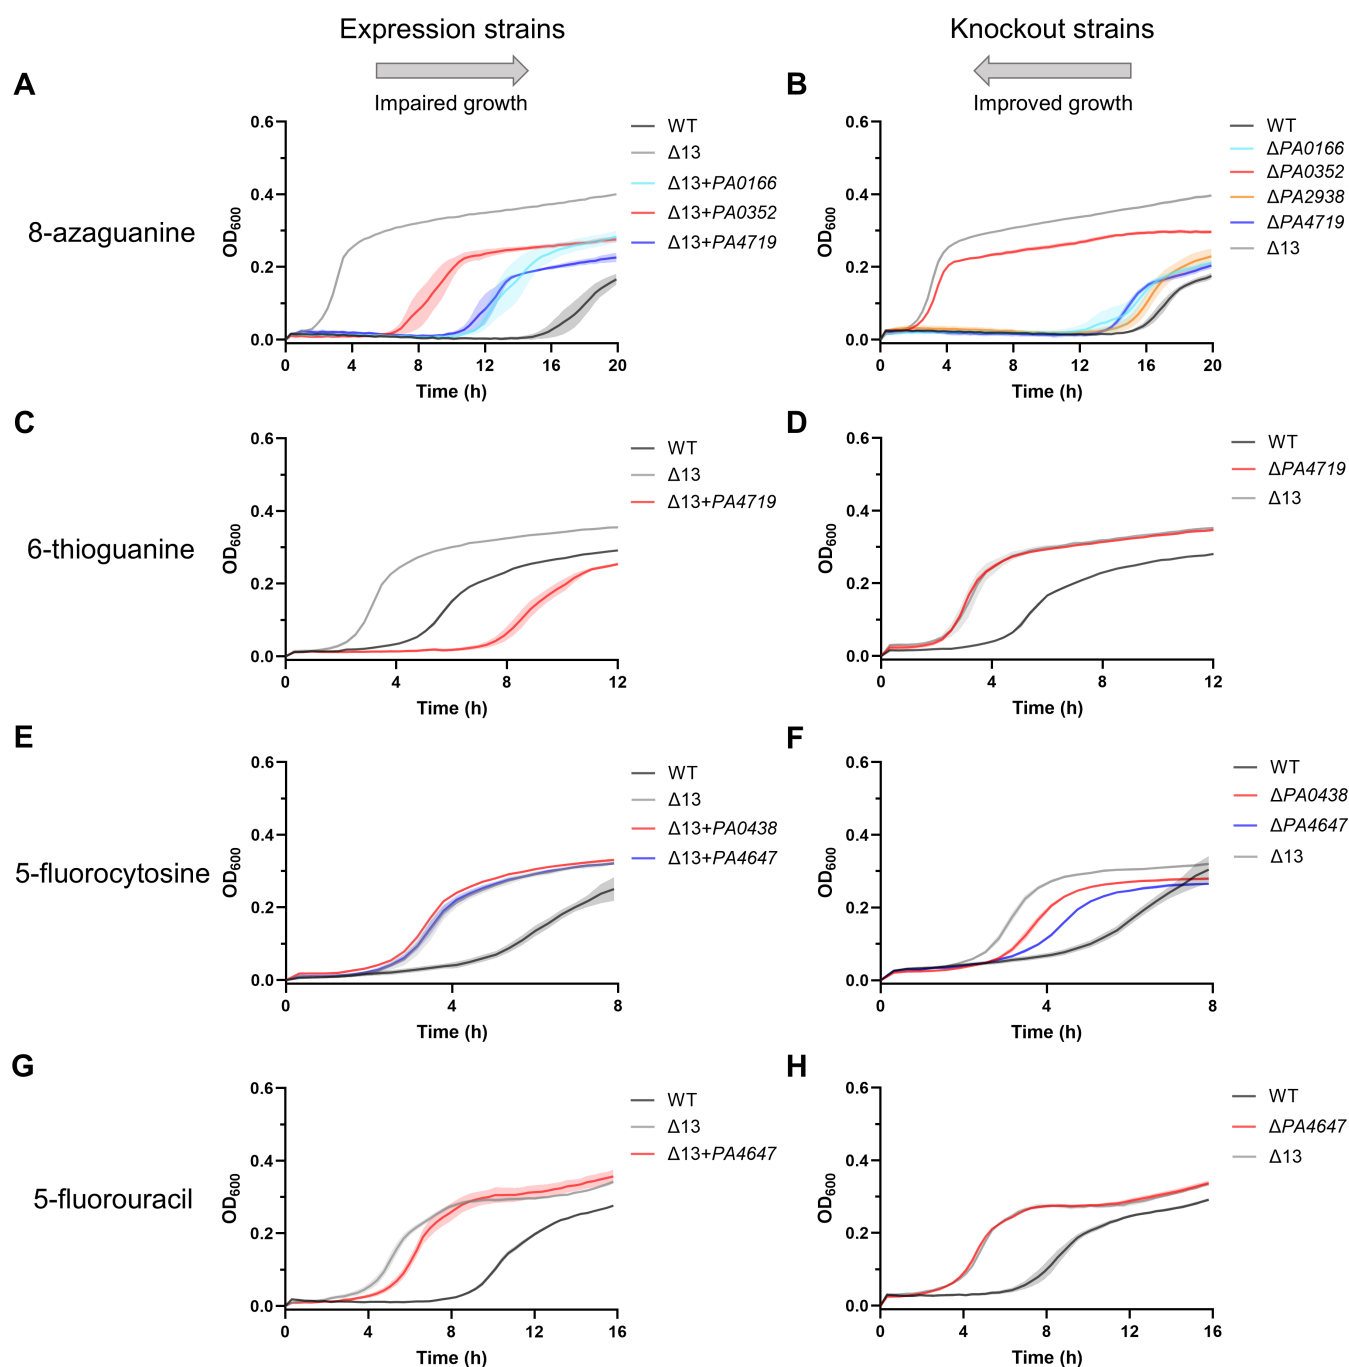 Expression strains
Knockout strains
Impaired growth
Improved growth
A
0.6
0.4
0.2
0.0
OD600
0
4
8
12
16
20
Time (h)
WT
Δ13
Δ13+PA0166
Δ13+PA0352
Δ13+PA4719
8-azaguanine
B
0.6
0.4
0.2
0.0
OD600
0
4
8
12
16
20
Time (h)
WT
ΔPA0166
ΔPA0352
ΔPA2938
ΔPA4719
Δ13
C
0.6
0.4
0.2
0.0
OD600
0
4
8
12
Time (h)
WT
Δ13
Δ13+PA4719
6-thioguanine
D
0.6
0.4
0.2
0.0
OD600
0
4
8
12
Time (h)
WT
ΔPA4719
Δ13
E
0.6
0.4
0.2
0.0
OD600
0
4
8
Time (h)
WT
Δ13
Δ13+PA0438
Δ13+PA4647
5-fluorocytosine
F
0.6
0.4
0.2
0.0
OD600
0
4
8
Time (h)
WT
ΔPA0438
ΔPA4647
Δ13
G
0.6
0.4
0.2
0.0
OD600
0
4
8
12
16
Time (h)
WT
Δ13
Δ13+PA4647
5-fluorouracil
H
0.6
0.4
0.2
0.0
OD600
0
4
8
12
16
Time (h)
WT
ΔPA4647
Δ13